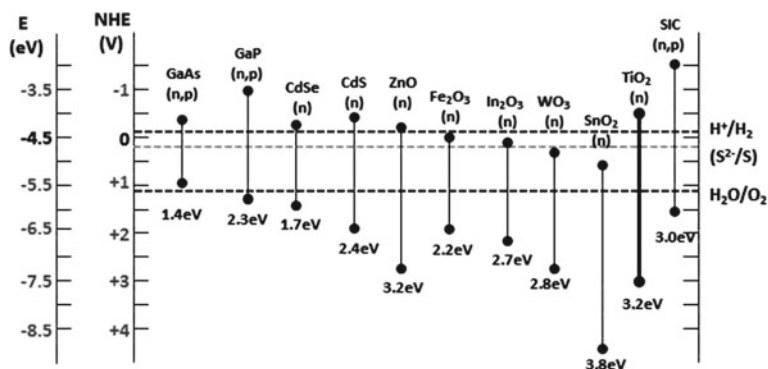 E
(eV)
NHE
(V)
-3.5
-4.5
-5.5
-6.5
-7.5
-8.5
-1
0
+1
+2
+3
+4
GaAs
(n,p)
1.4eV
GaP
(n,p)
2.3eV
CdSe
(n)
1.7eV
CdS
(n)
2.4eV
ZnO
(n)
3.2eV
Fe₂O₃
(n)
2.2eV
In₂O₃
(n)
2.7eV
WO₃
(n)
2.8eV
SnO₂
(n)
3.8eV
TiO₂
(n)
3.2eV
SIC
(n,p)
3.0eV
H⁺/H₂
(S²⁻/S)
H₂O/O₂